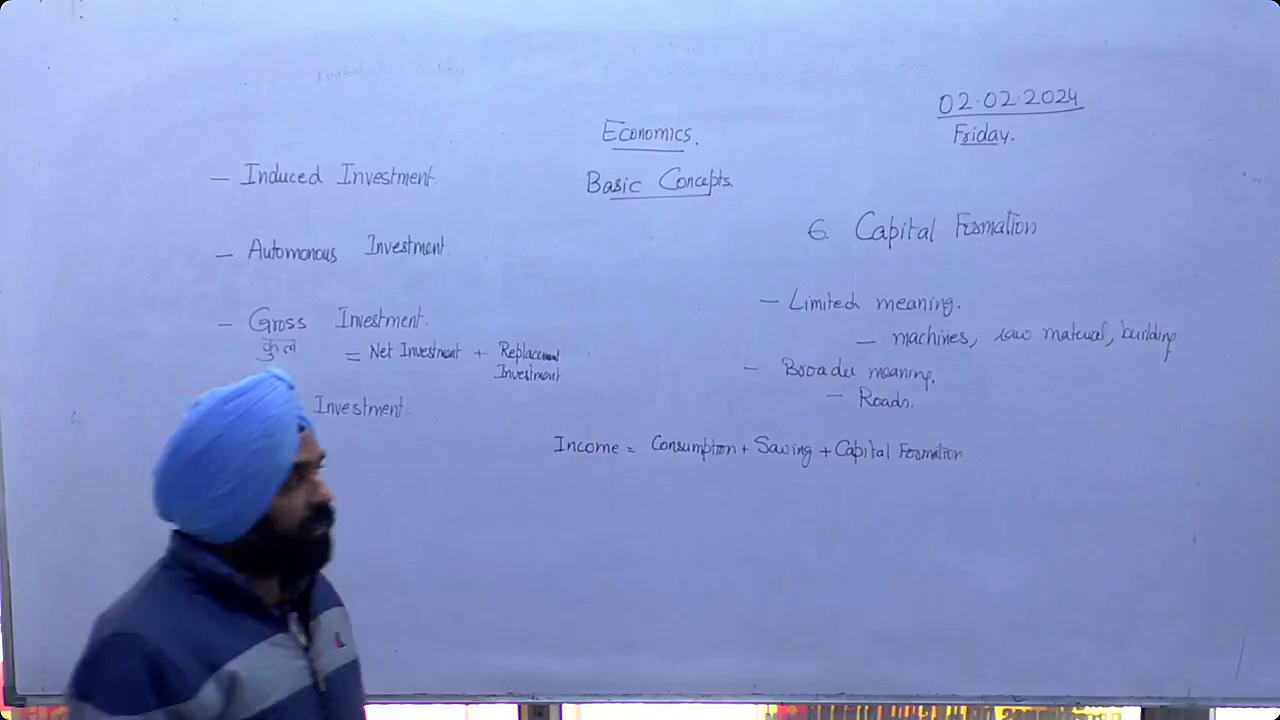 02.02.2024
Friday.
Economics.
Basic Concepts.
— Induced Investment.
— Automonous Investment.
— Gross Investment.
कुल
= Net Investment + Replacement Investment
Investment.
6. Capital Formation
— Limited meaning.
— machines, raw material, building
— Broader meaning.
— Roads.
Income = Consumption + Saving + Capital Formation